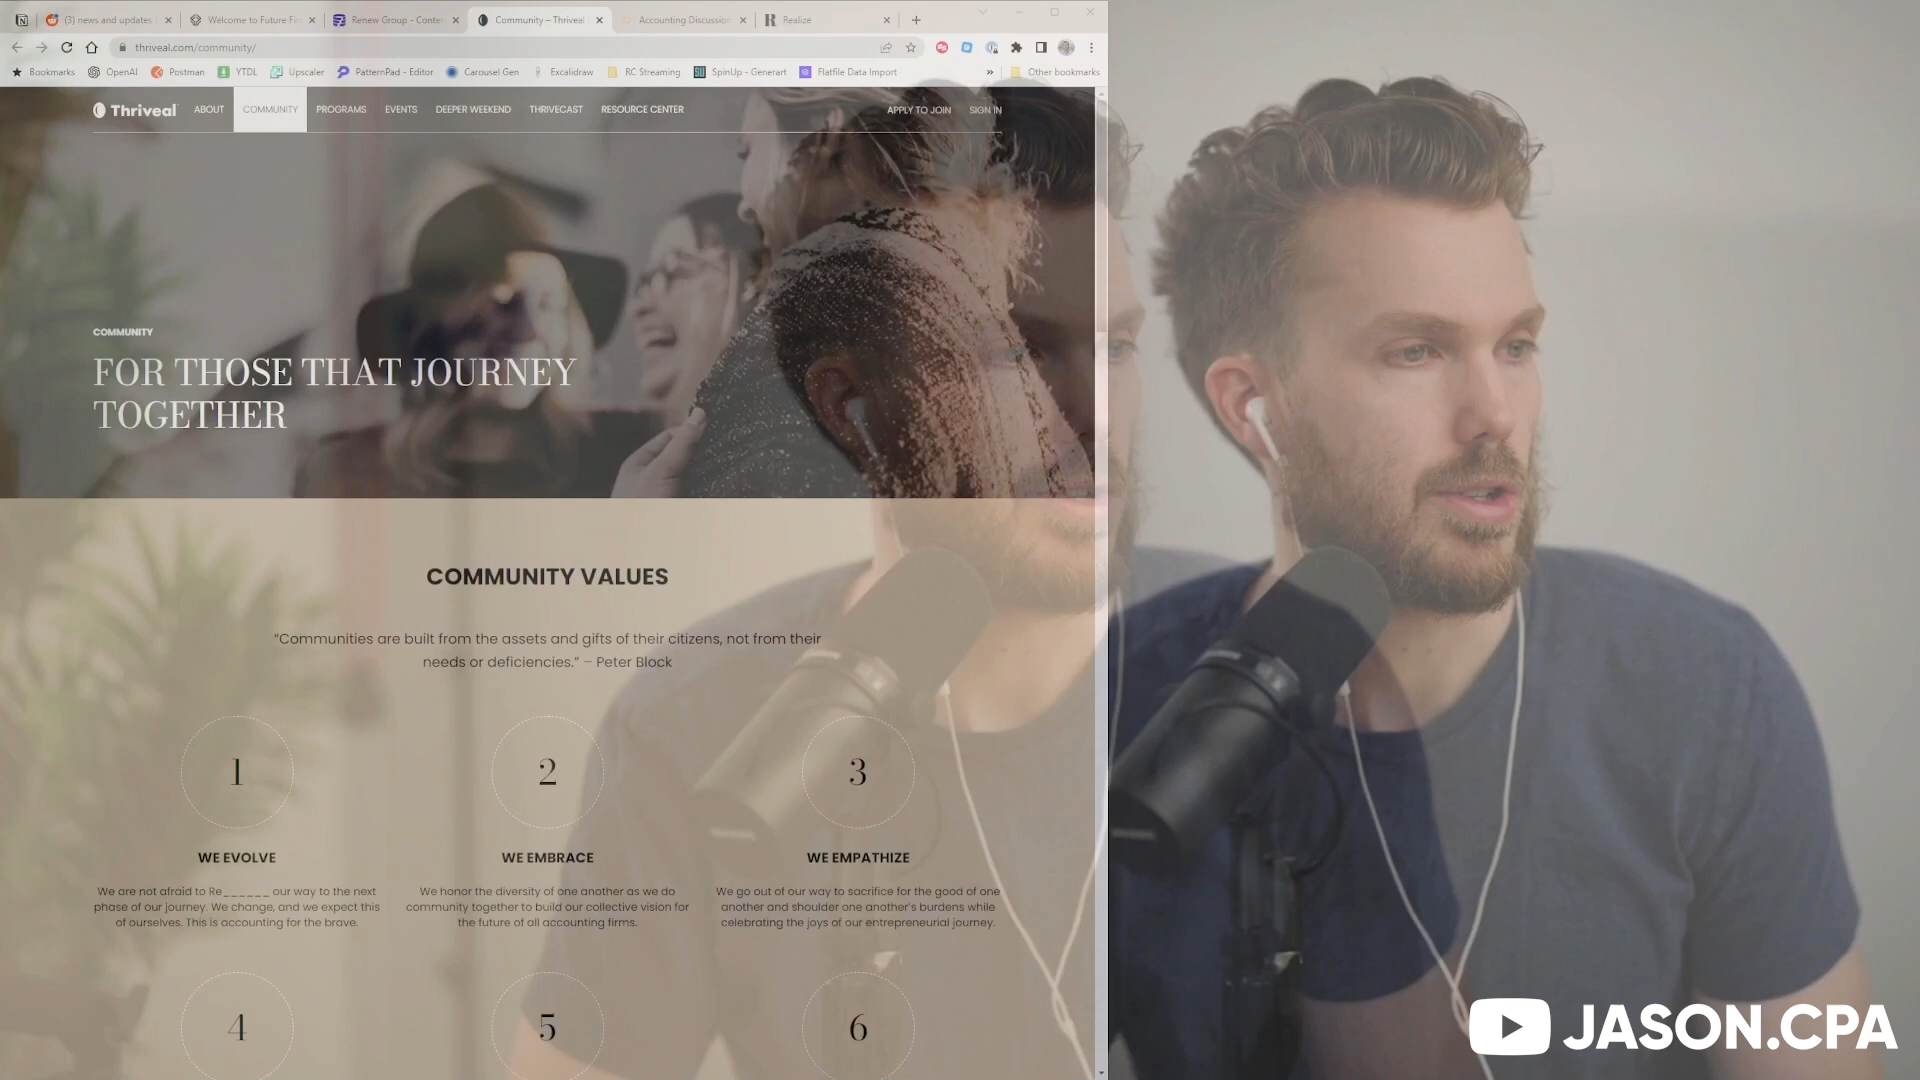 (3) news and updates
Welcome to Future Fir
Renew Group - Conte
Community – Thriveal
Accounting Discussion
Realize
thriveal.com/community/
Bookmarks
OpenAI
Postman
YTDL
Upscaler
PatternPad - Editor
Carousel Gen
Excalidraw
RC Streaming
SpinUp - Generart
Flatfile Data Import
»
Other bookmarks
Thriveal
ABOUT
COMMUNITY
PROGRAMS
EVENTS
DEEPER WEEKEND
THRIVECAST
RESOURCE CENTER
APPLY TO JOIN
SIGN IN
COMMUNITY
FOR THOSE THAT JOURNEY
TOGETHER
COMMUNITY VALUES
“Communities are built from the assets and gifts of their citizens, not from their
needs or deficiencies.” – Peter Block
1
WE EVOLVE
We are not afraid to Re______ our way to the next
phase of our journey. We change, and we expect this
of ourselves. This is accounting for the brave.
2
WE EMBRACE
We honor the diversity of one another as we do
community together to build our collective vision for
the future of all accounting firms.
3
WE EMPATHIZE
We go out of our way to sacrifice for the good of one
another and shoulder one another’s burdens while
celebrating the joys of our entrepreneurial journey.
4
5
6
JASON.CPA